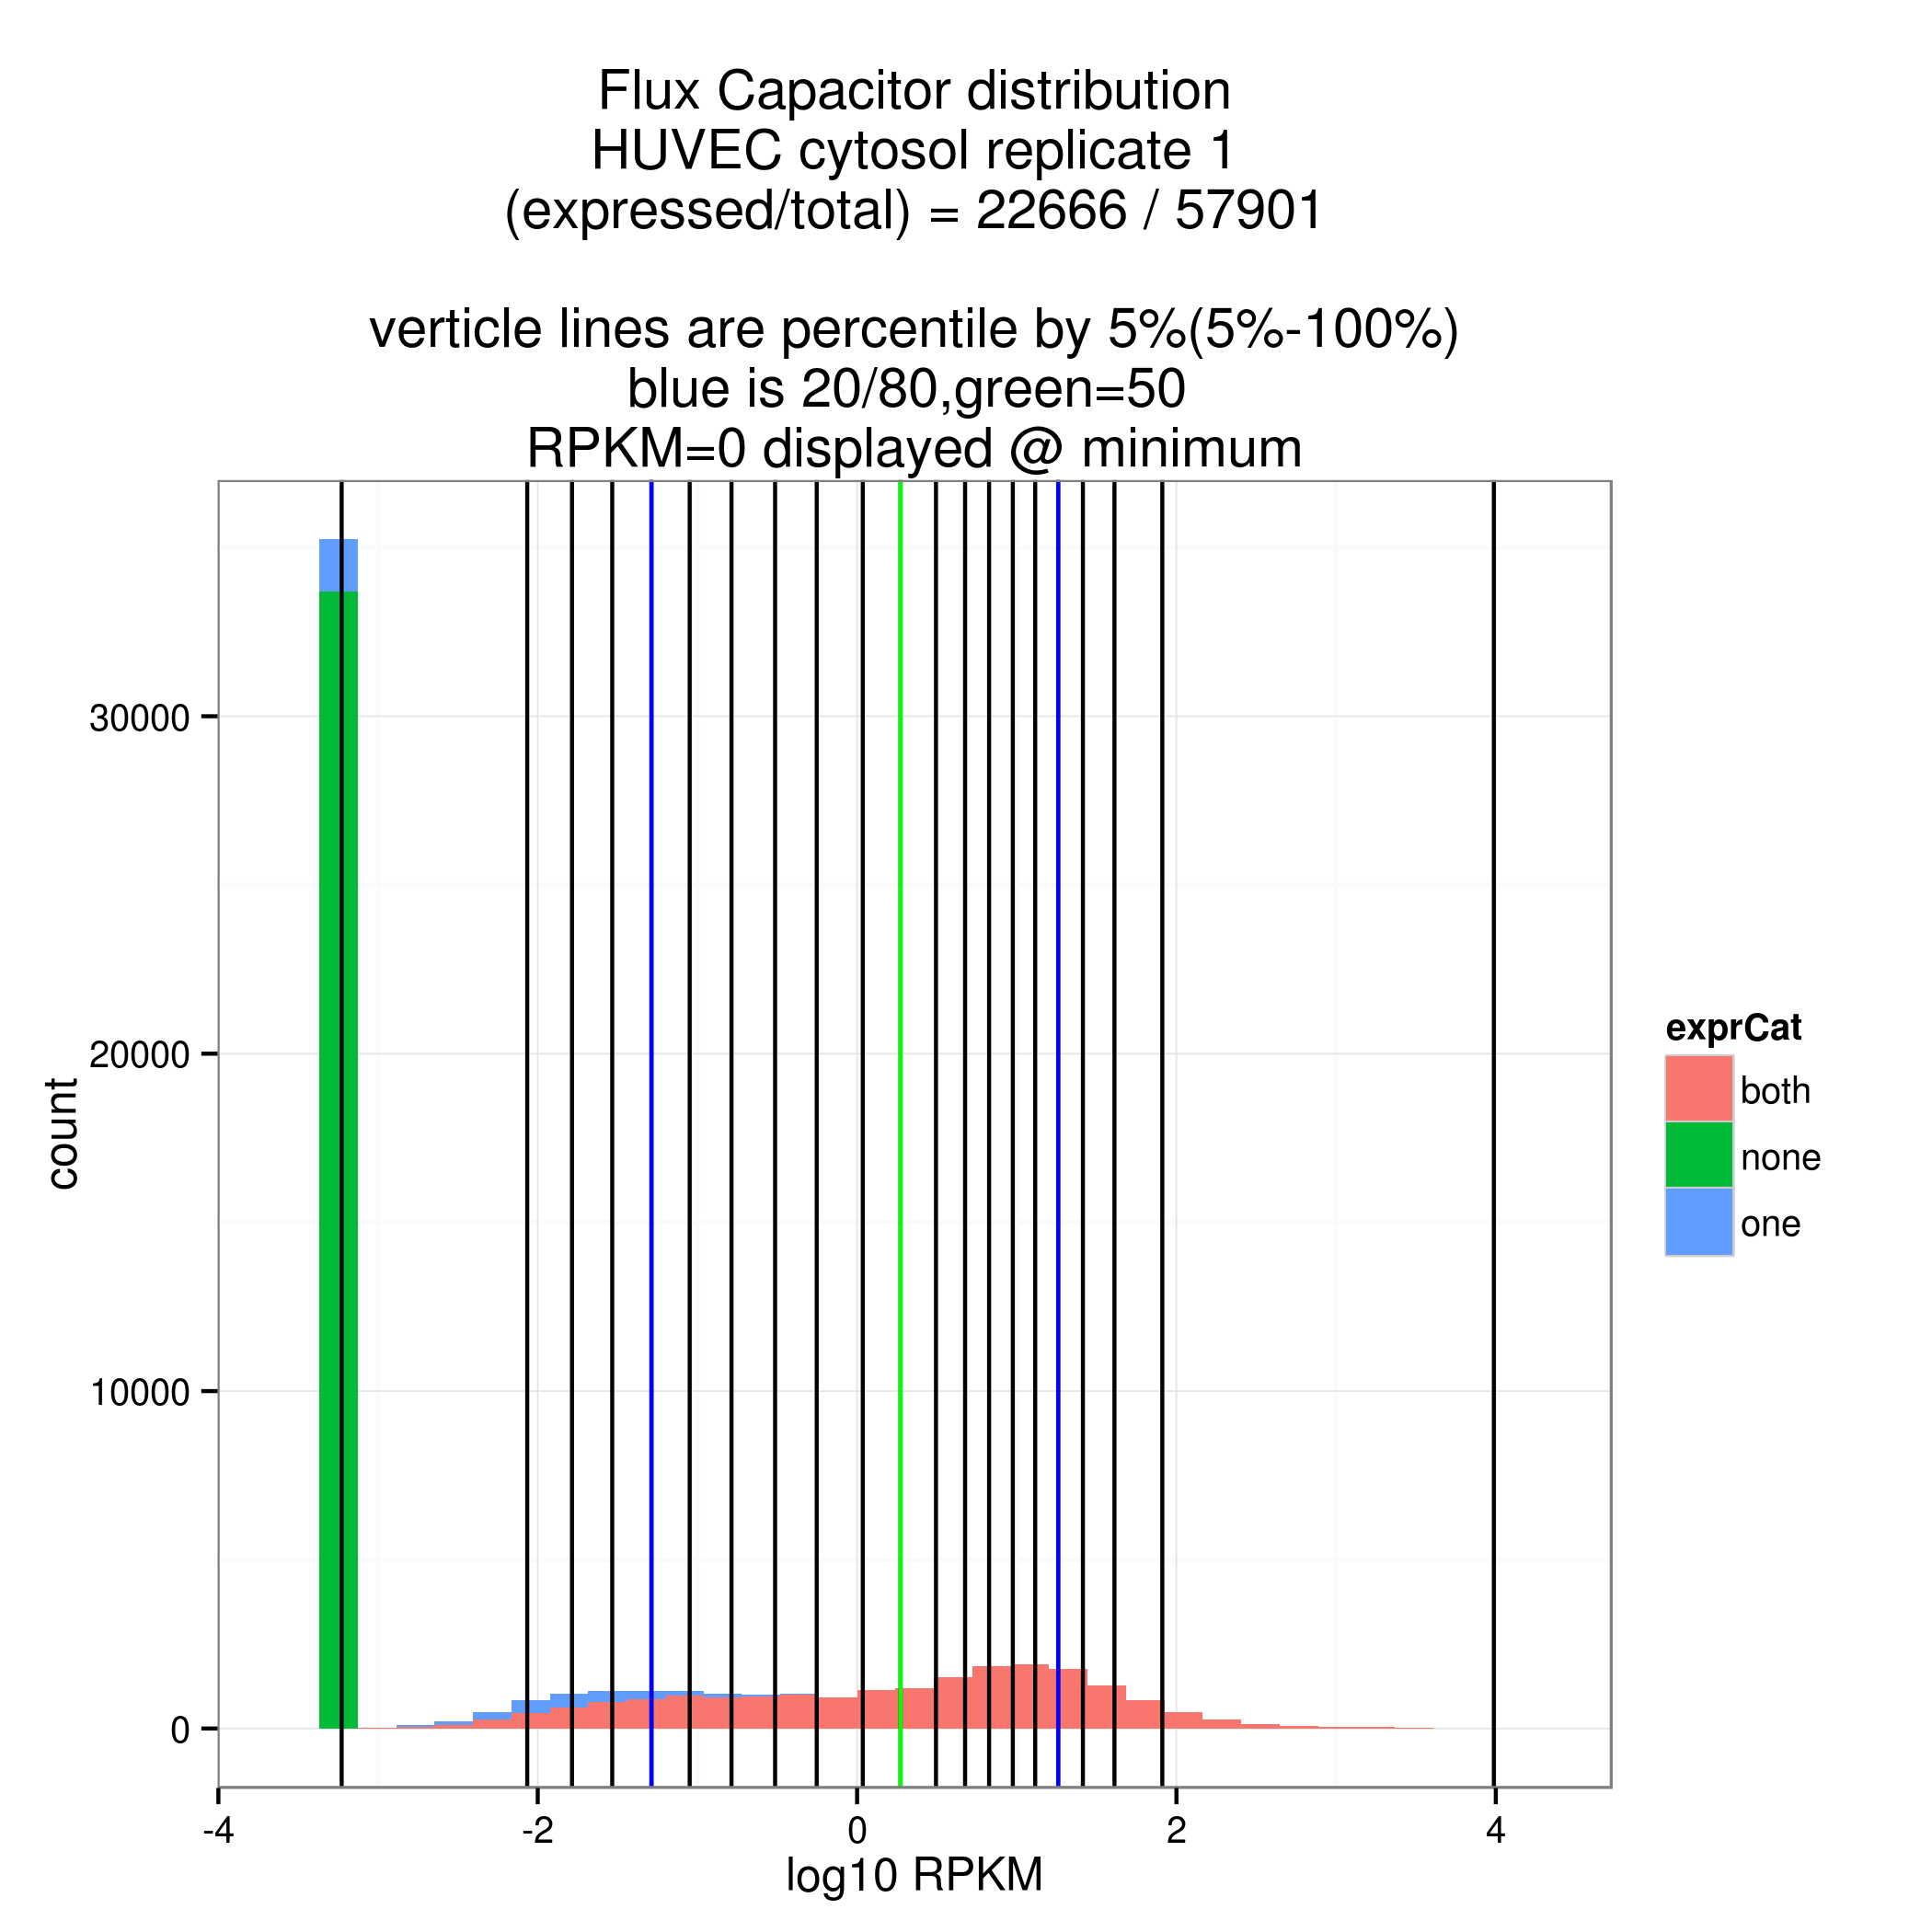 Flux Capacitor distribution
HUVEC cytosol replicate 1
(expressed/total) = 22666 / 57901
verticle lines are percentile by 5%(5%-100%)
blue is 20/80,green=50
RPKM=0 displayed @ minimum
30000
20000
10000
0
count
-4
-2
0
2
4
log10 RPKM
exprCat
both
none
one